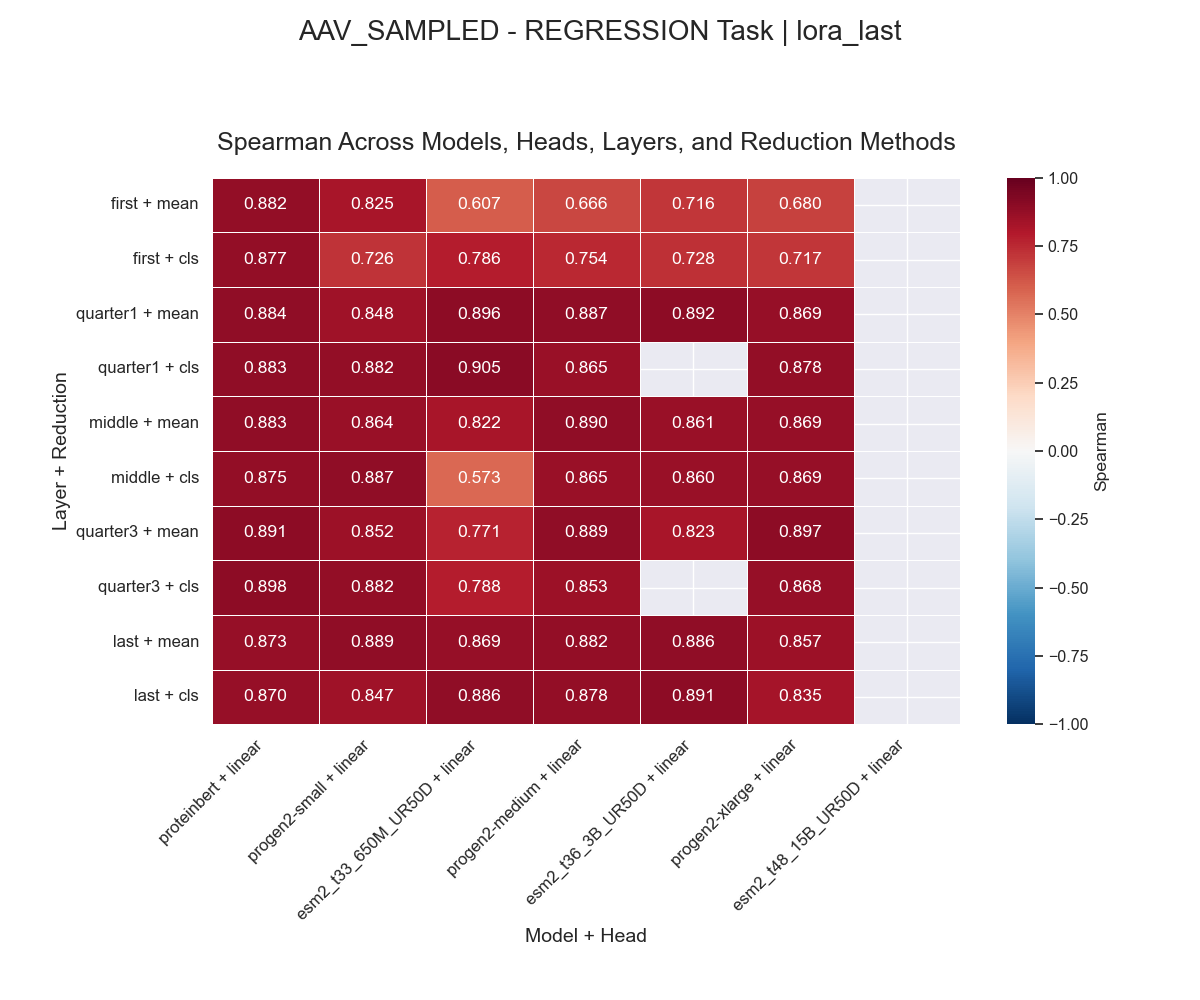 AAV_SAMPLED - REGRESSION Task | lora_last
Spearman Across Models, Heads, Layers, and Reduction Methods
Layer + Reduction
first + mean 0.882 0.825 0.607 0.666 0.716 0.680
first + cls 0.877 0.726 0.786 0.754 0.728 0.717
quarter1 + mean 0.884 0.848 0.896 0.887 0.892 0.869
quarter1 + cls 0.883 0.882 0.905 0.865 0.878
middle + mean 0.883 0.864 0.822 0.890 0.861 0.869
middle + cls 0.875 0.887 0.573 0.865 0.860 0.869
quarter3 + mean 0.891 0.852 0.771 0.889 0.823 0.897
quarter3 + cls 0.898 0.882 0.788 0.853 0.868
last + mean 0.873 0.889 0.869 0.882 0.886 0.857
last + cls 0.870 0.847 0.886 0.878 0.891 0.835
proteinbert + linear
progen2-small + linear
esm2_t33_650M_UR50D + linear
progen2-medium + linear
esm2_t36_3B_UR50D + linear
progen2-xlarge + linear
esm2_t48_15B_UR50D + linear
Model + Head
1.00
0.75
0.50
0.25
0.00
−0.25
−0.50
−0.75
−1.00
Spearman